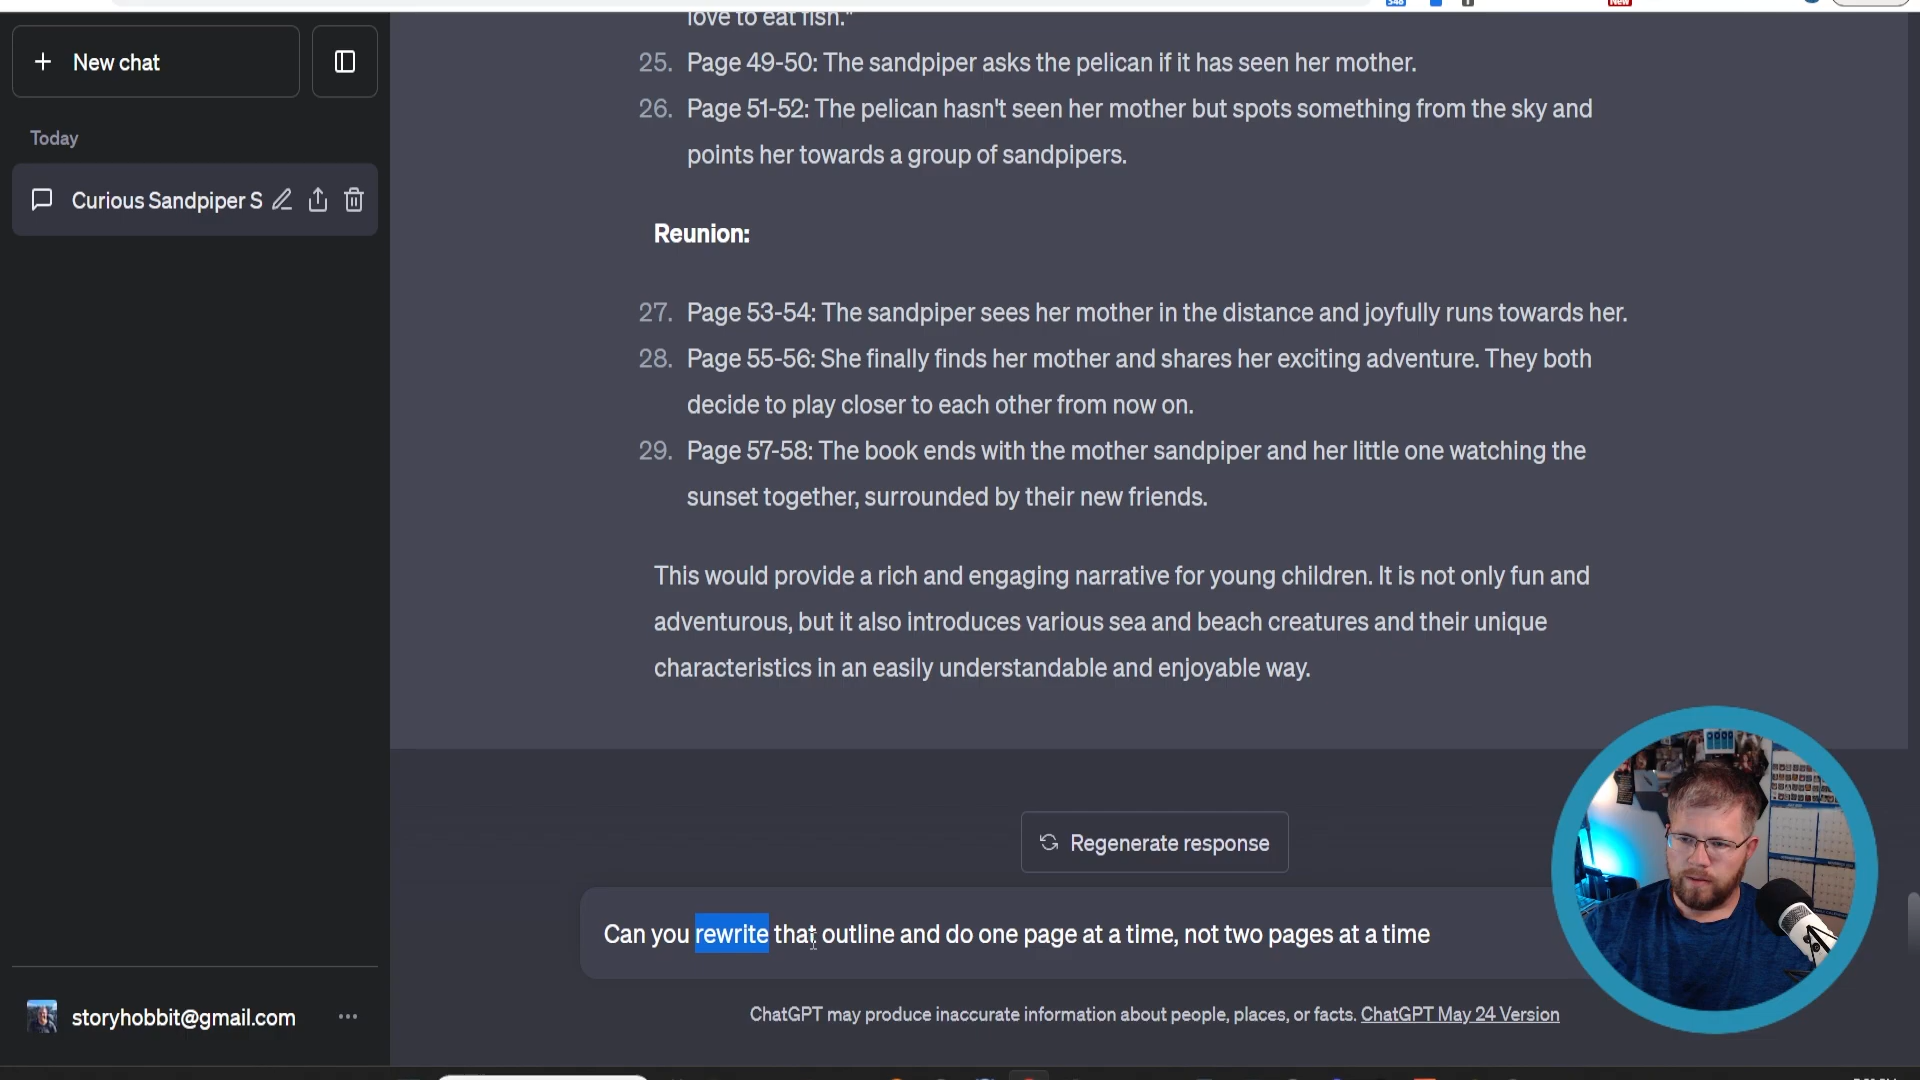 348
New
New chat
Today
Curious Sandpiper S
love to eat fish."
25. Page 49-50: The sandpiper asks the pelican if it has seen her mother.
26. Page 51-52: The pelican hasn't seen her mother but spots something from the sky and
points her towards a group of sandpipers.
Reunion:
27. Page 53-54: The sandpiper sees her mother in the distance and joyfully runs towards her.
28. Page 55-56: She finally finds her mother and shares her exciting adventure. They both
decide to play closer to each other from now on.
29. Page 57-58: The book ends with the mother sandpiper and her little one watching the
sunset together, surrounded by their new friends.
This would provide a rich and engaging narrative for young children. It is not only fun and
adventurous, but it also introduces various sea and beach creatures and their unique
characteristics in an easily understandable and enjoyable way.
Regenerate response
Can you rewrite that outline and do one page at a time, not two pages at a time
ChatGPT may produce inaccurate information about people, places, or facts. ChatGPT May 24 Version
storyhobbit@gmail.com